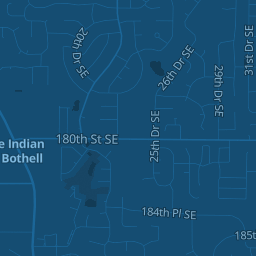 20th Dr SE
26th Dr SE
29th Dr SE
31st Dr SE
25th Dr SE
180th St SE
e Indian
Bothell
184th Pl SE
185t